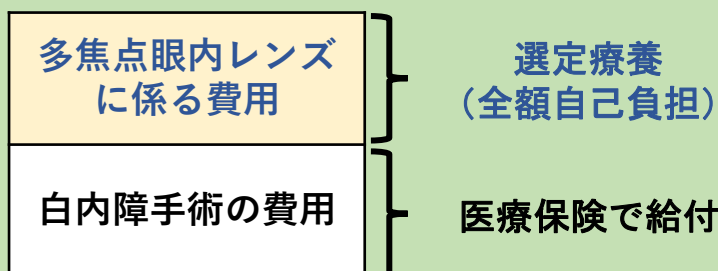 多焦点眼内レンズ
に係る費用
選定療養
（全額自己負担）
白内障手術の費用
医療保険で給付